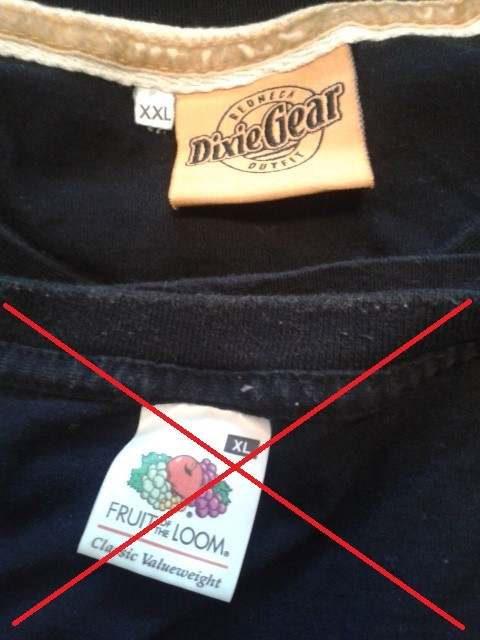 XXL
REDNECK
DixieGear
OUTFIT
XL
FRUIT OF THE LOOM®
Classic Valueweight